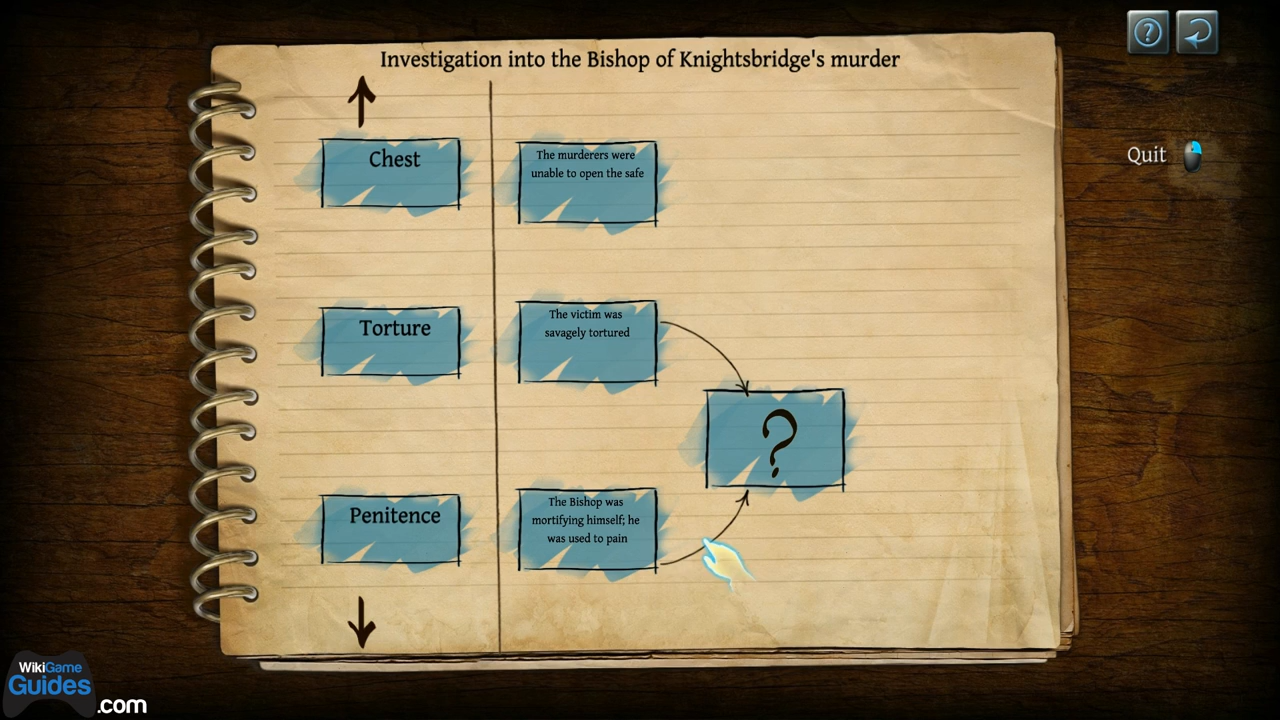 Investigation into the Bishop of Knightsbridge's murder
?
Quit
Chest
The murderers were
unable to open the safe
Torture
The victim was
savagely tortured
?
Penitence
The Bishop was
mortifying himself; he
was used to pain
WikiGame
Guides
.com